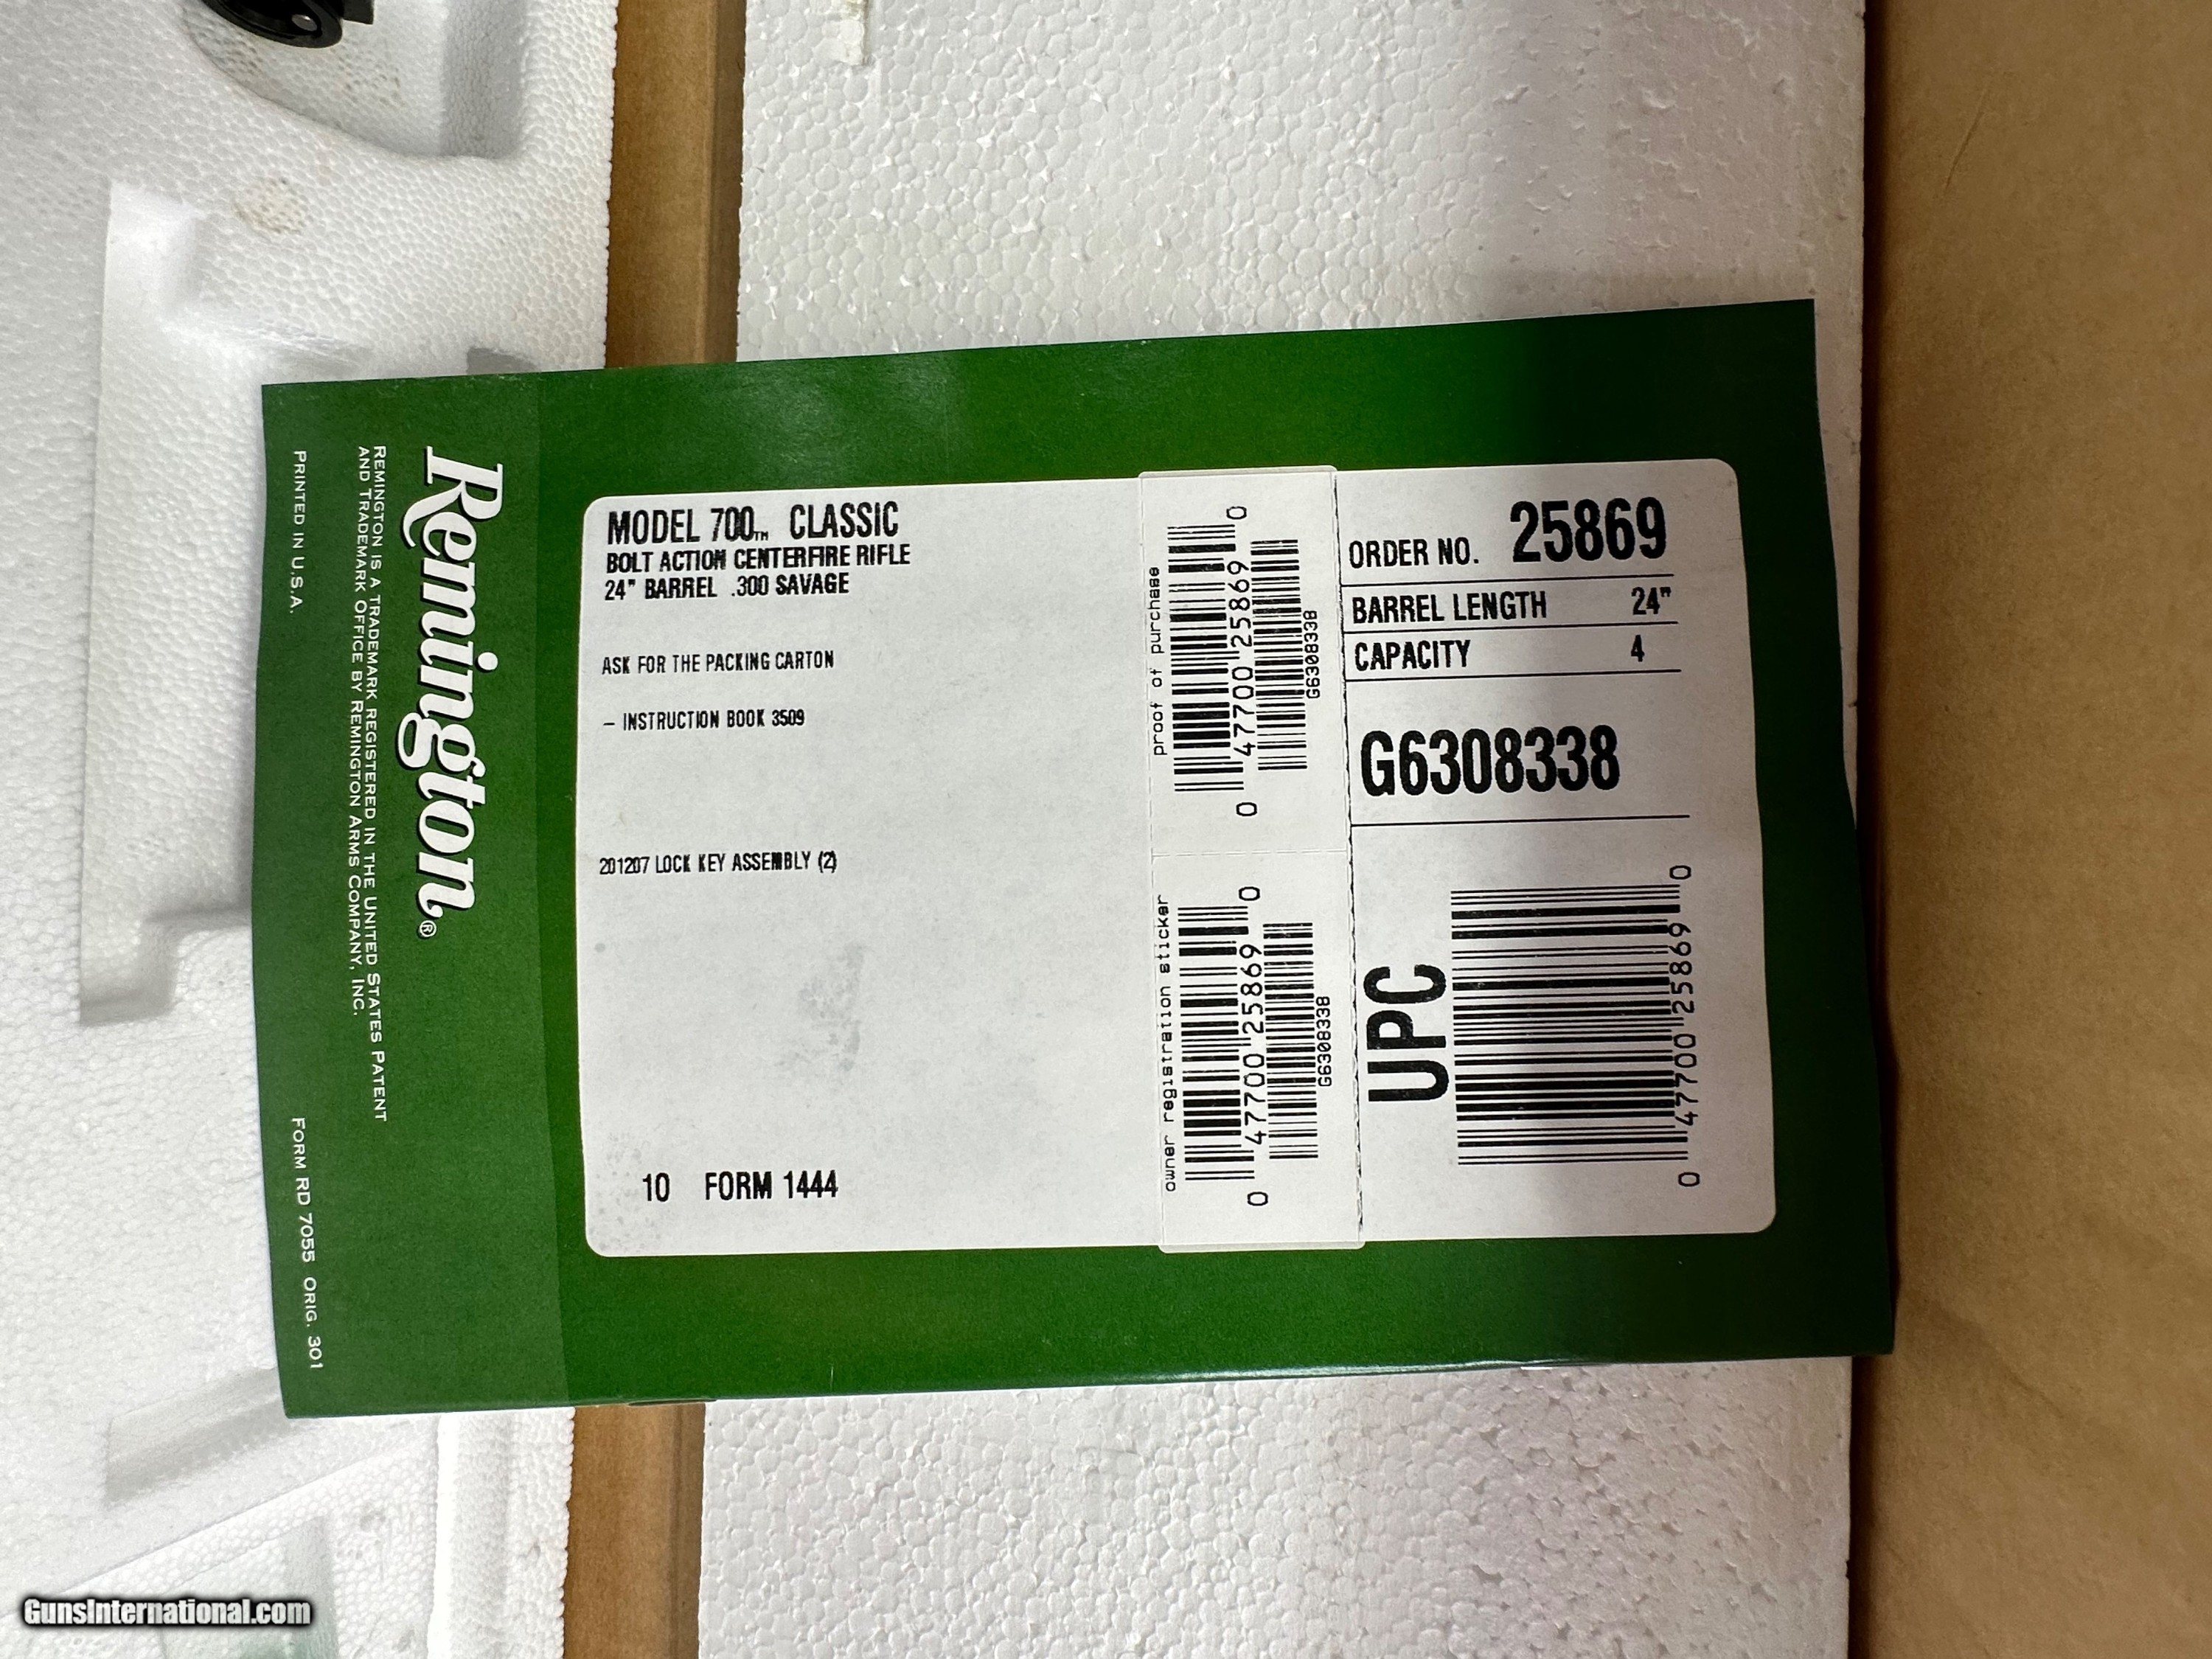 MODEL 700™ CLASSIC
BOLT ACTION CENTERFIRE RIFLE
24" BARREL .300 SAVAGE
ASK FOR THE PACKING CARTON
- INSTRUCTION BOOK 3509
201207 LOCK KEY ASSEMBLY (2)
10 FORM 1444
proof of purchase
0 47700 25869 0
G6308338
owner registration sticker
0 47700 25869 0
G6308338
ORDER NO. 25869
BARREL LENGTH 24"
CAPACITY 4
G6308338
UPC
0 47700 25869 0
Remington®
REMINGTON IS A TRADEMARK REGISTERED IN THE UNITED STATES PATENT
AND TRADEMARK OFFICE BY REMINGTON ARMS COMPANY, INC.
PRINTED IN U.S.A.
FORM RD 7055 ORIG. 301
GunsInternational.com